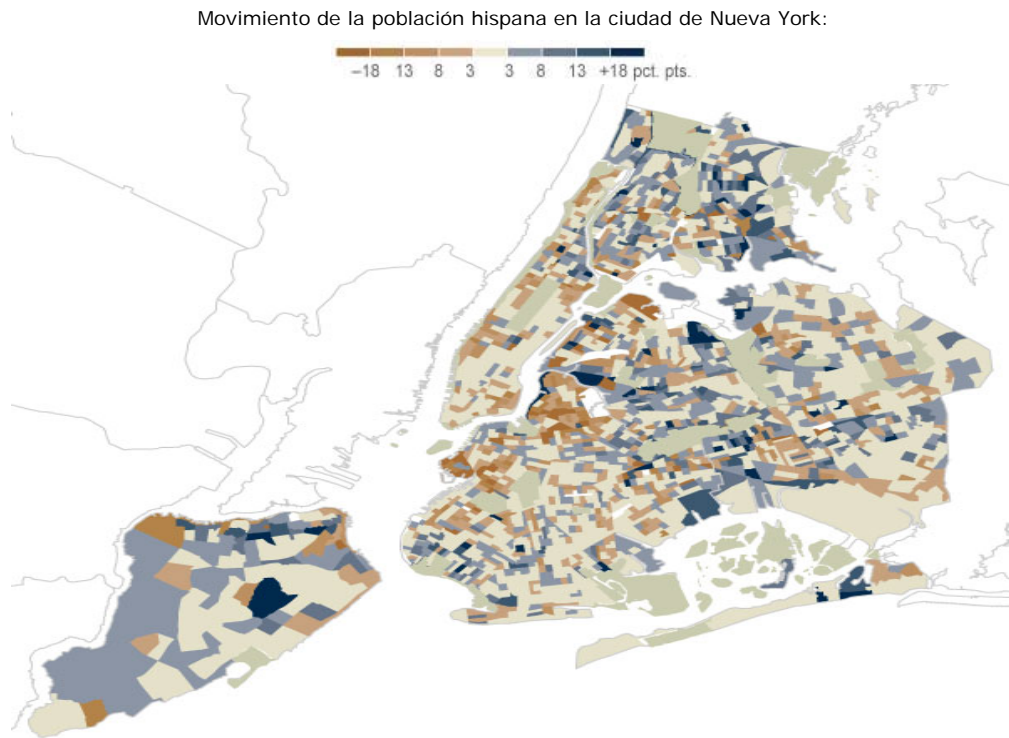 Movimiento de la población hispana en la ciudad de Nueva York:
–18 13 8 3 3 8 13 +18 pct. pts.